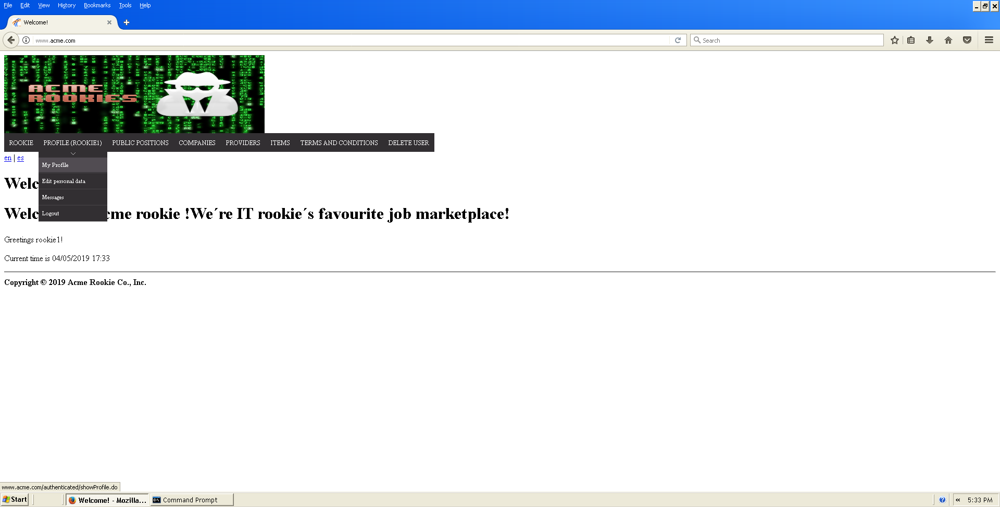 File Edit View History Bookmarks Tools Help
Welcome!
www.acme.com
Search
ACME
ROOKIES
ROOKIE PROFILE (ROOKIE1) PUBLIC POSITIONS COMPANIES PROVIDERS ITEMS TERMS AND CONDITIONS DELETE USER
en | es
My Profile
Edit personal data
Messages
Logout
Welc
Welc cme rookie !We´re IT rookie´s favourite job marketplace!
Greetings rookie1!
Current time is 04/05/2019 17:33
Copyright © 2019 Acme Rookie Co., Inc.
www.acme.com/authenticated/showProfile.do
Start Welcome! - Mozilla... Command Prompt 5:33 PM